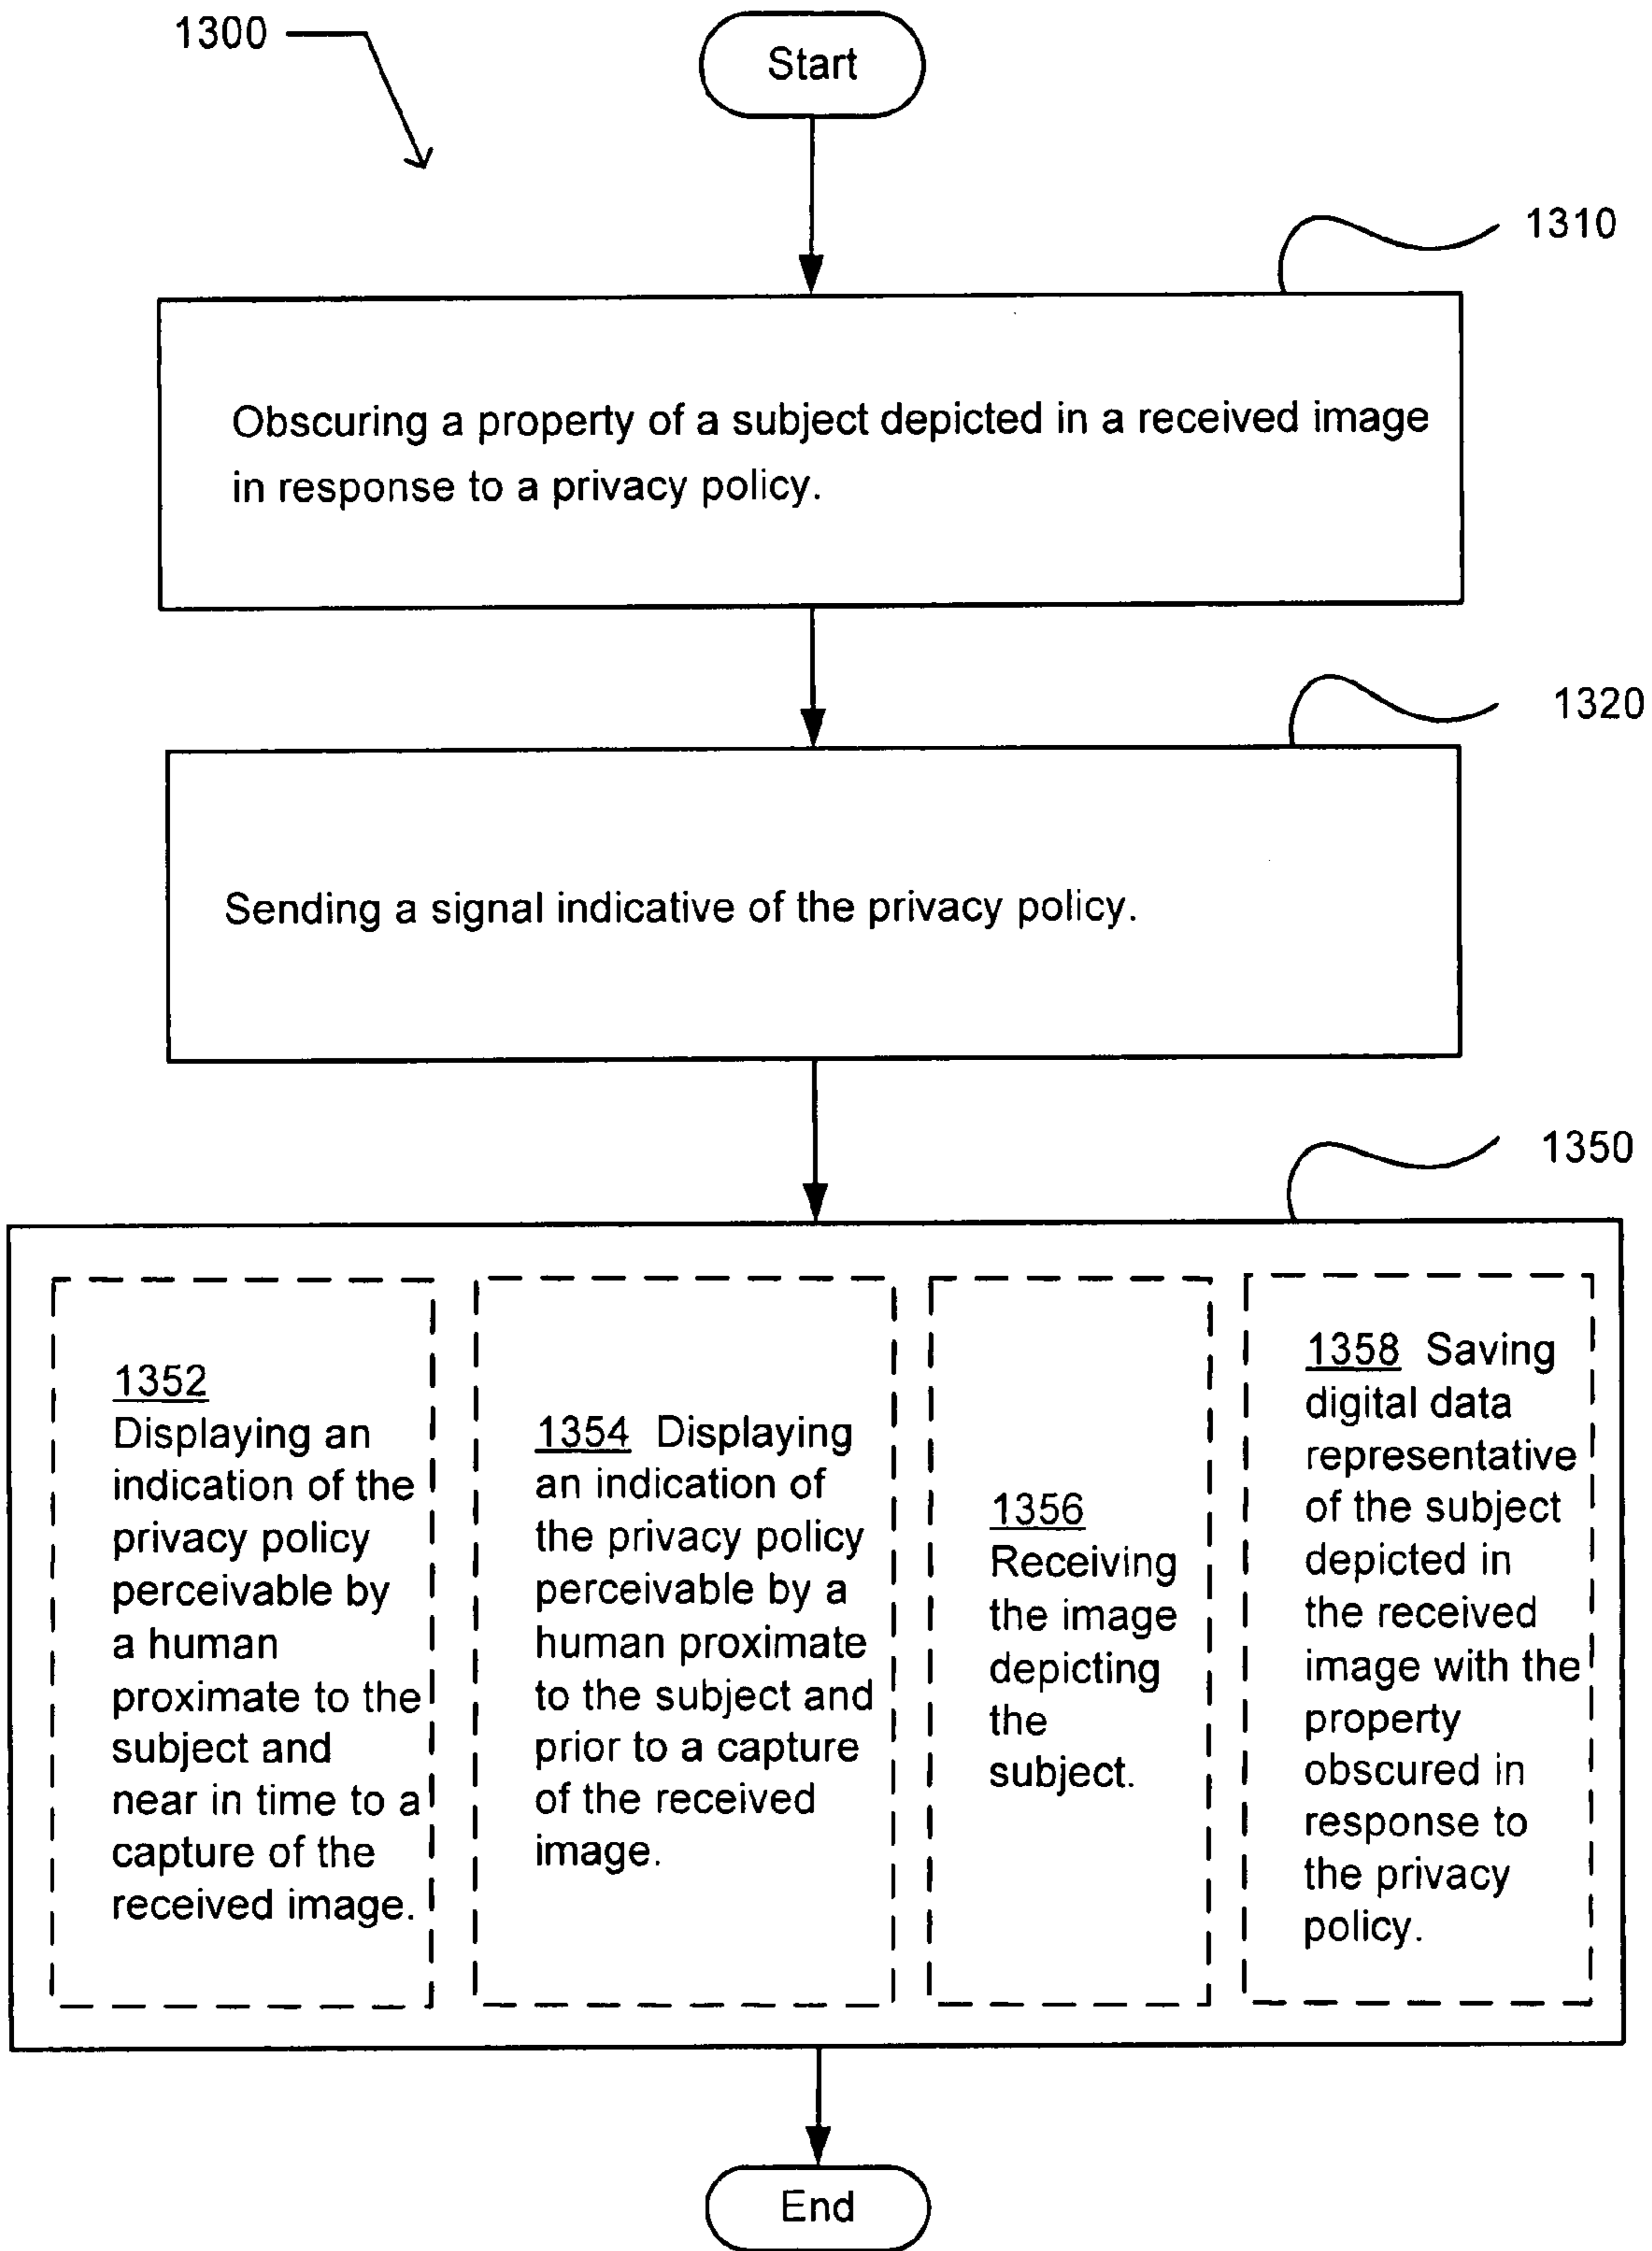 1300
Start
1310
Obscuring a property of a subject depicted in a received image
in response to a privacy policy.
1320
Sending a signal indicative of the privacy policy.
1350
1352
Displaying an
indication of the
privacy policy
perceivable by
a human
proximate to the
subject and
near in time to a
capture of the
received image.
1354 Displaying
an indication of
the privacy policy
perceivable by a
human proximate
to the subject and
prior to a capture
of the received
image.
1356
Receiving
the image
depicting
the
subject.
1358 Saving
digital data
representative
of the subject
depicted in
the received
image with the
property
obscured in
response to
the privacy
policy.
End